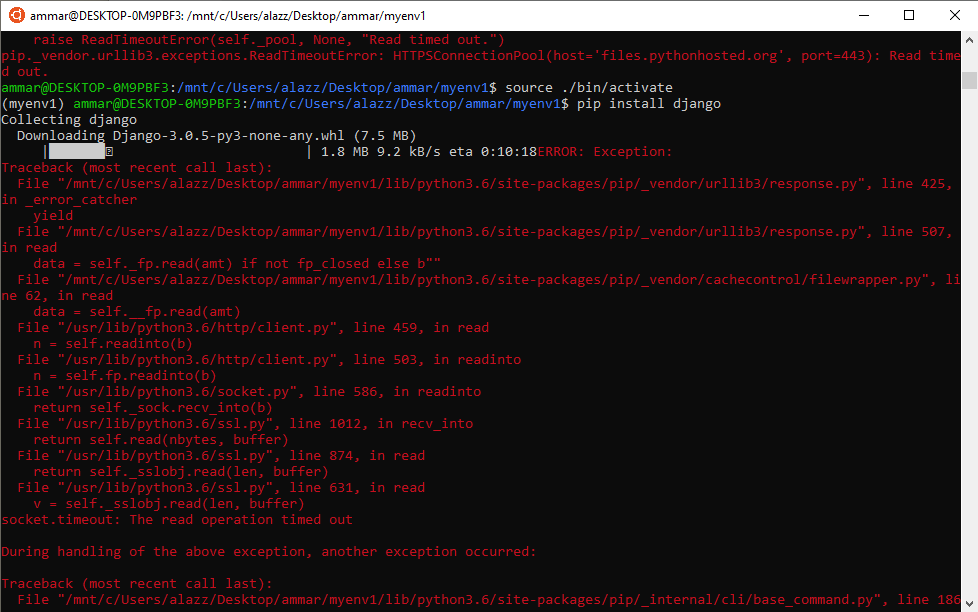 ammar@DESKTOP-0M9PBF3: /mnt/c/Users/alazz/Desktop/ammar/myenv1
    raise ReadTimeoutError(self._pool, None, "Read timed out.")
pip._vendor.urllib3.exceptions.ReadTimeoutError: HTTPSConnectionPool(host='files.pythonhosted.org', port=443): Read time
d out.
ammar@DESKTOP-0M9PBF3:/mnt/c/Users/alazz/Desktop/ammar/myenv1$ source ./bin/activate
(myenv1) ammar@DESKTOP-0M9PBF3:/mnt/c/Users/alazz/Desktop/ammar/myenv1$ pip install django
Collecting django
  Downloading Django-3.0.5-py3-none-any.whl (7.5 MB)
     |                                | 1.8 MB 9.2 kB/s eta 0:10:18ERROR: Exception:
Traceback (most recent call last):
  File "/mnt/c/Users/alazz/Desktop/ammar/myenv1/lib/python3.6/site-packages/pip/_vendor/urllib3/response.py", line 425,
in _error_catcher
    yield
  File "/mnt/c/Users/alazz/Desktop/ammar/myenv1/lib/python3.6/site-packages/pip/_vendor/urllib3/response.py", line 507,
in read
    data = self._fp.read(amt) if not fp_closed else b""
  File "/mnt/c/Users/alazz/Desktop/ammar/myenv1/lib/python3.6/site-packages/pip/_vendor/cachecontrol/filewrapper.py", li
ne 62, in read
    data = self.__fp.read(amt)
  File "/usr/lib/python3.6/http/client.py", line 459, in read
    n = self.readinto(b)
  File "/usr/lib/python3.6/http/client.py", line 503, in readinto
    n = self.fp.readinto(b)
  File "/usr/lib/python3.6/socket.py", line 586, in readinto
    return self._sock.recv_into(b)
  File "/usr/lib/python3.6/ssl.py", line 1012, in recv_into
    return self.read(nbytes, buffer)
  File "/usr/lib/python3.6/ssl.py", line 874, in read
    return self._sslobj.read(len, buffer)
  File "/usr/lib/python3.6/ssl.py", line 631, in read
    v = self._sslobj.read(len, buffer)
socket.timeout: The read operation timed out

During handling of the above exception, another exception occurred:

Traceback (most recent call last):
  File "/mnt/c/Users/alazz/Desktop/ammar/myenv1/lib/python3.6/site-packages/pip/_internal/cli/base_command.py", line 186